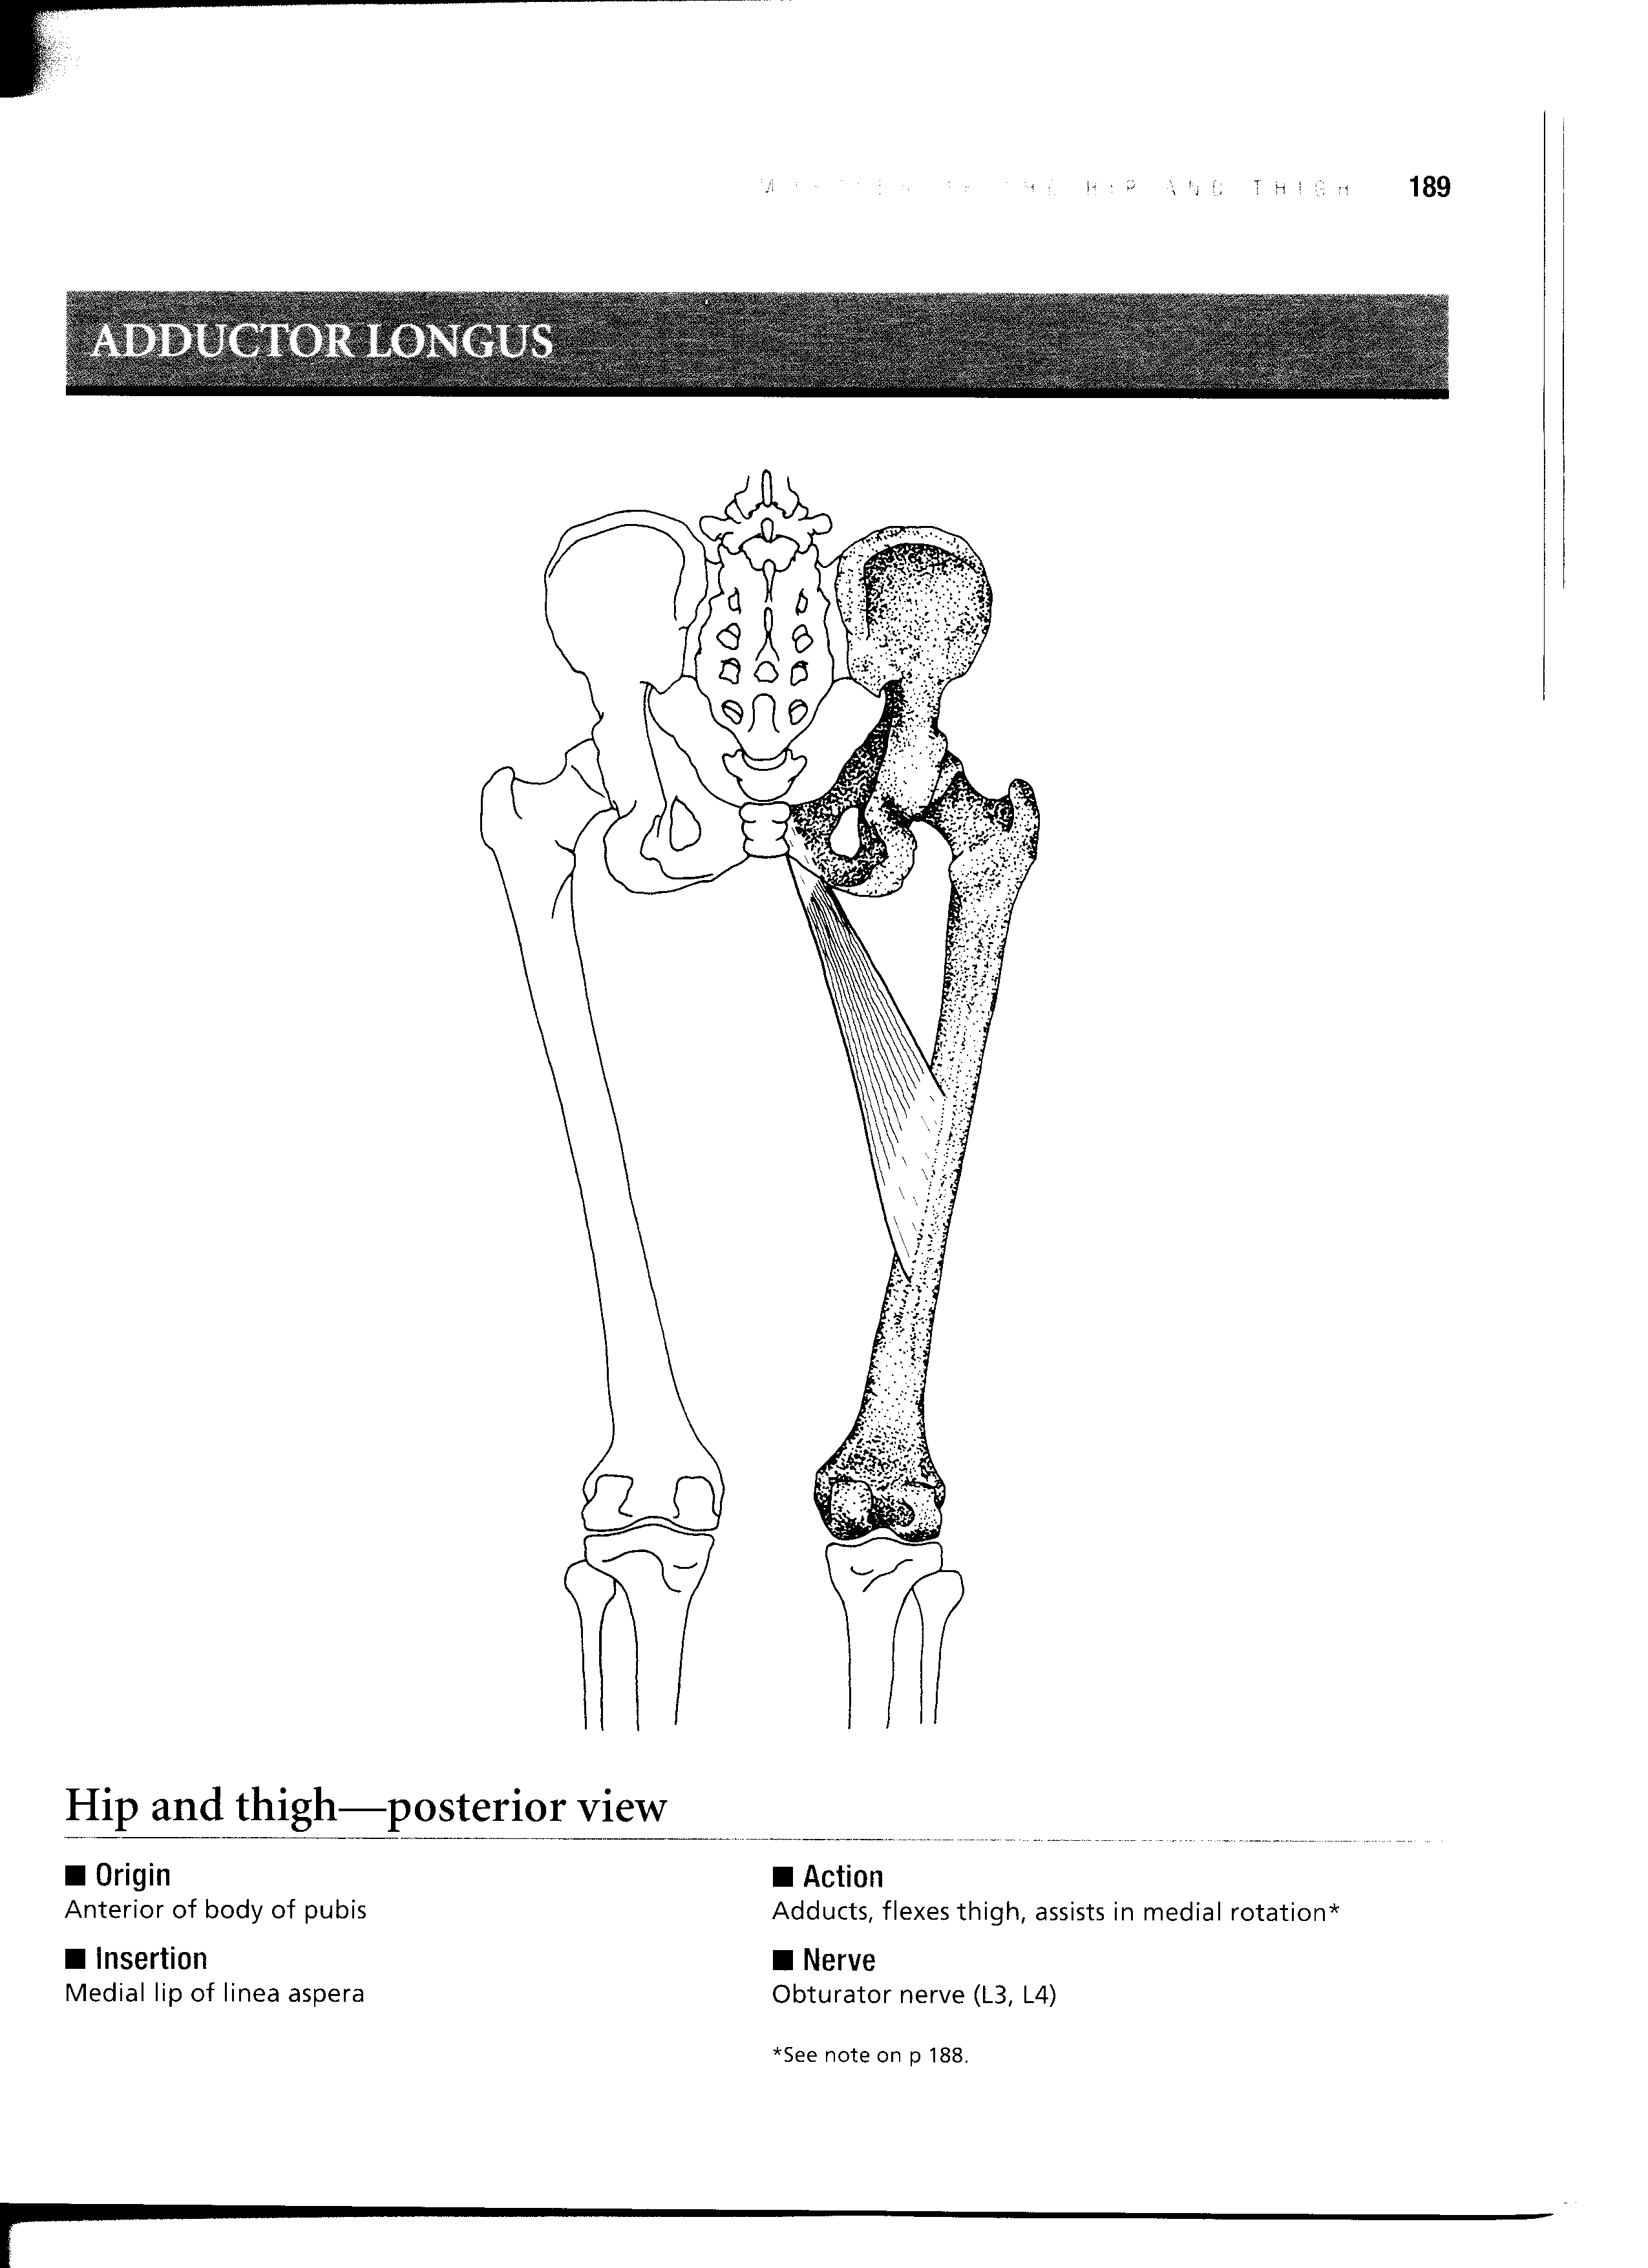 HIP AND THIGH 189
ADDUCTOR LONGUS
Hip and thigh—posterior view
■ Origin
Anterior of body of pubis
■ Insertion
Medial lip of linea aspera
■ Action
Adducts, flexes thigh, assists in medial rotation*
■ Nerve
Obturator nerve (L3, L4)
*See note on p 188.